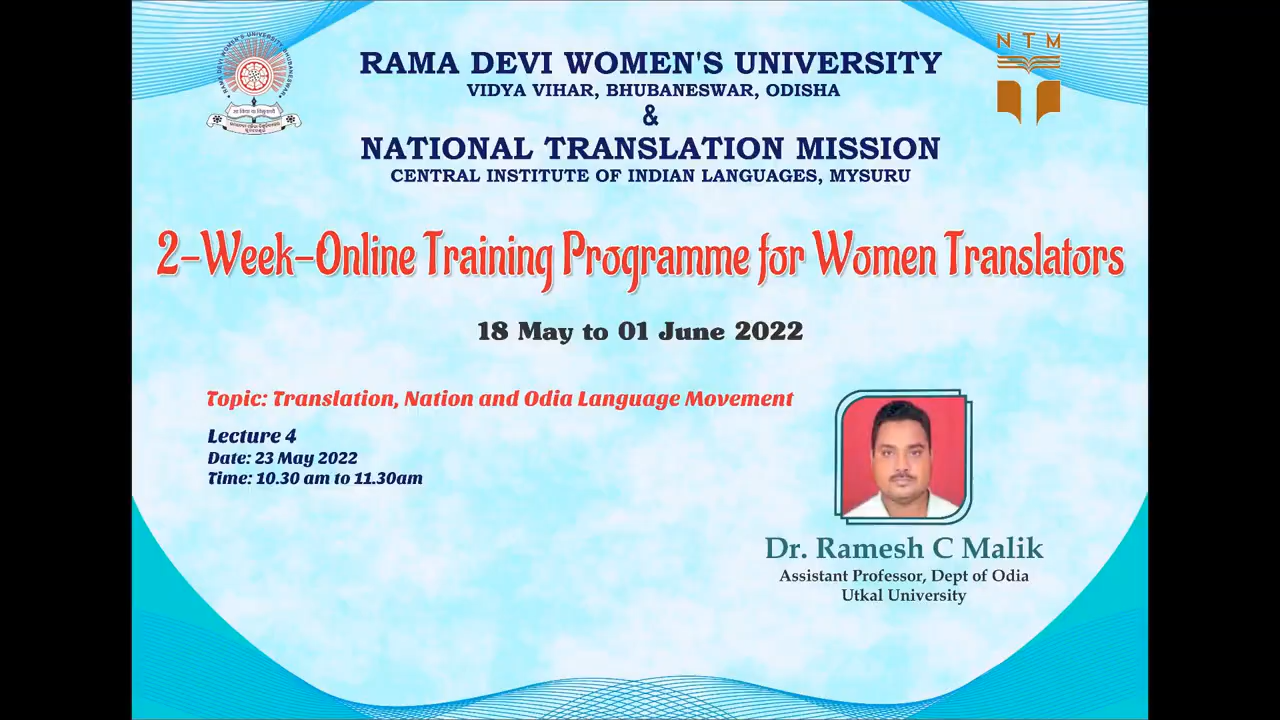 RAMA DEVI WOMEN'S UNIVERSITY
VIDYA VIHAR, BHUBANESWAR, ODISHA
&
NATIONAL TRANSLATION MISSION
CENTRAL INSTITUTE OF INDIAN LANGUAGES, MYSURU
NTM
2-Week-Online Training Programme for Women Translators
18 May to 01 June 2022
Topic: Translation, Nation and Odia Language Movement
Lecture 4
Date: 23 May 2022
Time: 10.30 am to 11.30am
Dr. Ramesh C Malik
Assistant Professor, Dept of Odia
Utkal University